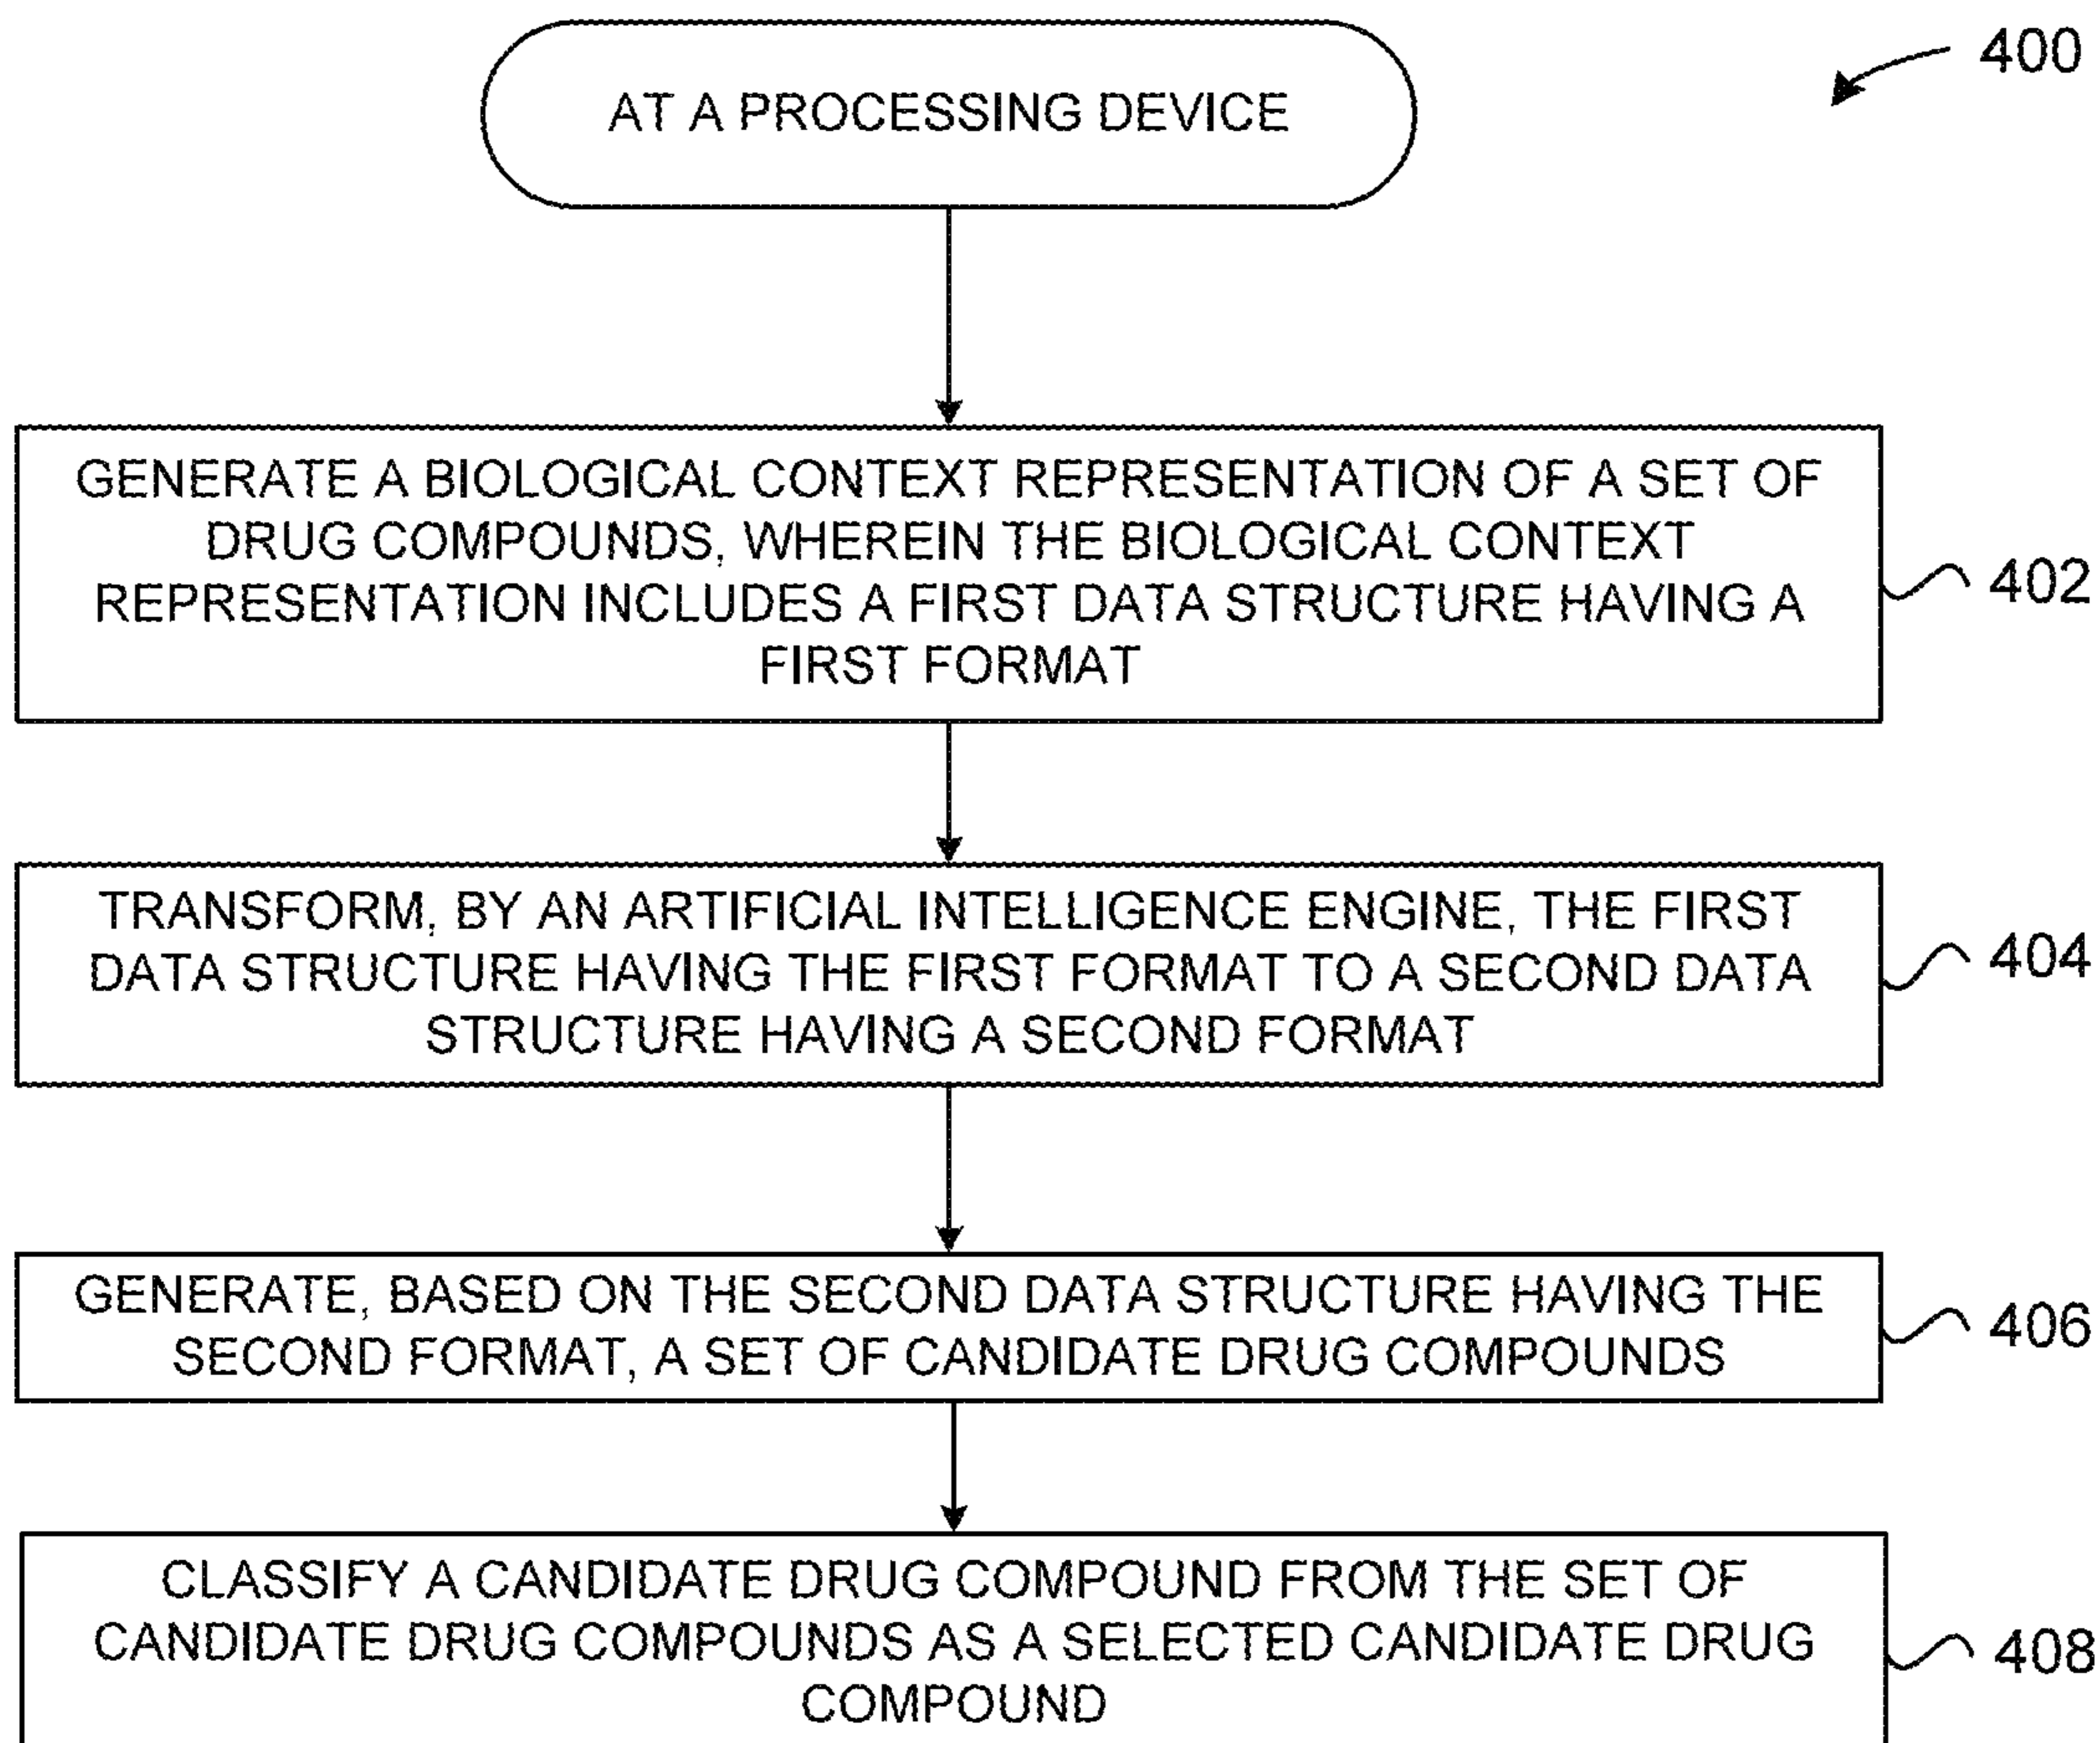 400
AT A PROCESSING DEVICE
GENERATE A BIOLOGICAL CONTEXT REPRESENTATION OF A SET OF
DRUG COMPOUNDS, WHEREIN THE BIOLOGICAL CONTEXT
REPRESENTATION INCLUDES A FIRST DATA STRUCTURE HAVING A
FIRST FORMAT
402
TRANSFORM, BY AN ARTIFICIAL INTELLIGENCE ENGINE, THE FIRST
DATA STRUCTURE HAVING THE FIRST FORMAT TO A SECOND DATA
STRUCTURE HAVING A SECOND FORMAT
404
GENERATE, BASED ON THE SECOND DATA STRUCTURE HAVING THE
SECOND FORMAT, A SET OF CANDIDATE DRUG COMPOUNDS
406
CLASSIFY A CANDIDATE DRUG COMPOUND FROM THE SET OF
CANDIDATE DRUG COMPOUNDS AS A SELECTED CANDIDATE DRUG
COMPOUND
408